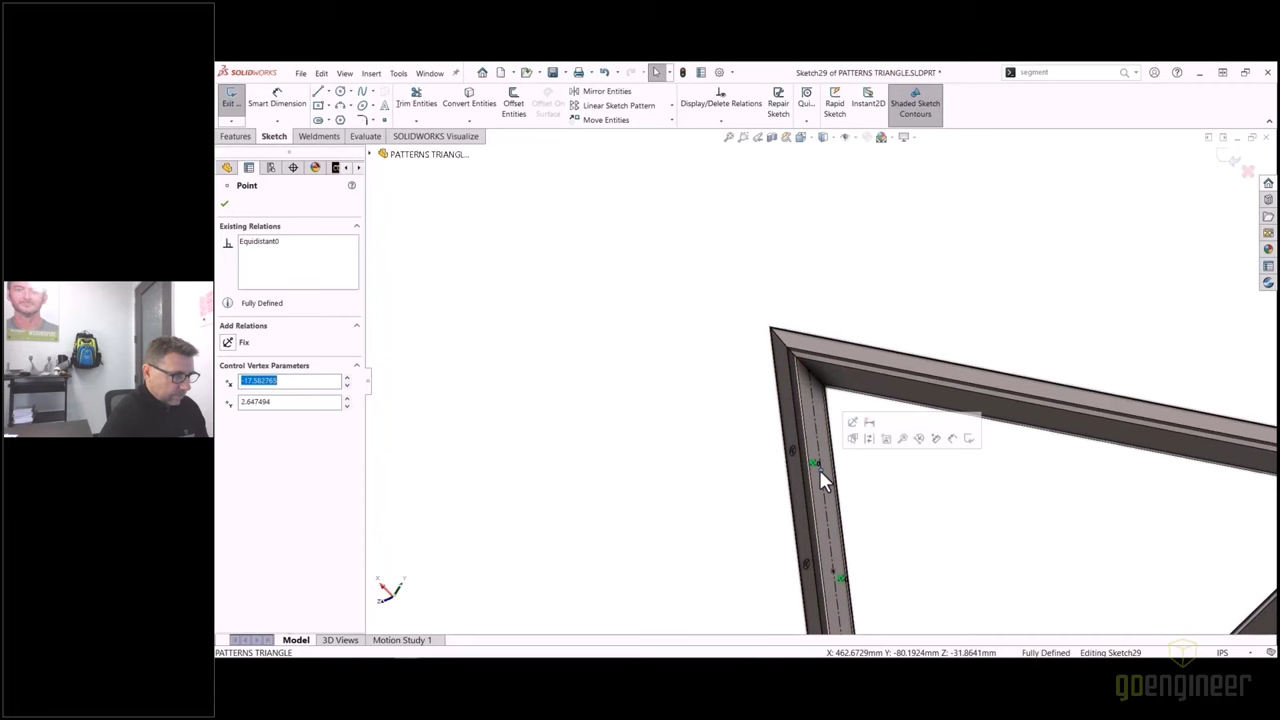 SOLIDWORKS File Edit View Insert Tools Window Sketch29 of PATTERNS TRIANGLE.SLDPRT * segment
Exit ... Smart Dimension Trim Entities Convert Entities Offset Entities Offset On Surface Mirror Entities Linear Sketch Pattern Move Entities Display/Delete Relations Repair Sketch Qui... Rapid Sketch Instant2D Shaded Sketch Contours
Features Sketch Weldments Evaluate SOLIDWORKS Visualize
PATTERNS TRIANGL...
Point
Existing Relations
Equidistant0
Fully Defined
Add Relations
Fix
Control Vertex Parameters
-17.582765
2.647494
X Y Z
Model 3D Views Motion Study 1
PATTERNS TRIANGLE X: 462.6729mm Y: -80.1924mm Z: -31.8641mm Fully Defined Editing Sketch29 IPS
goengineer